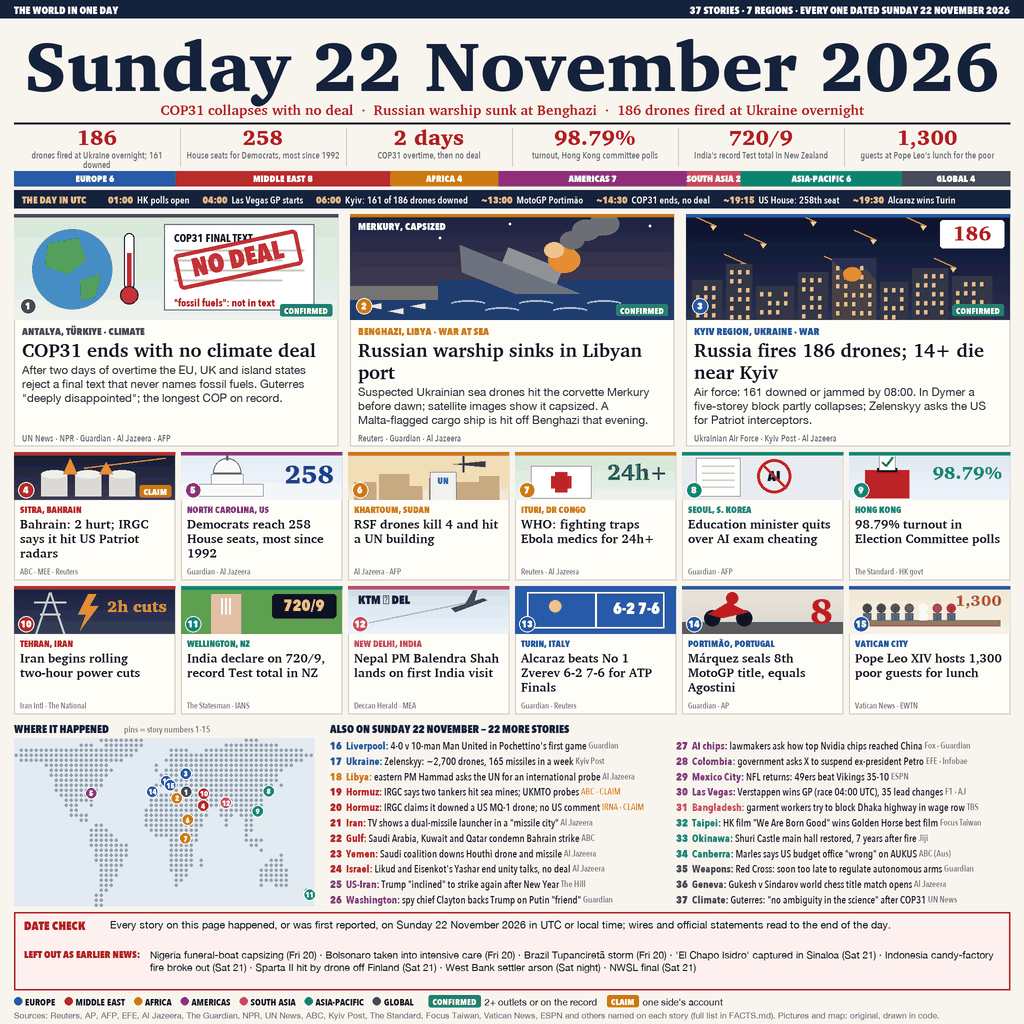 THE WORLD IN ONE DAY
37 STORIES · 7 REGIONS · EVERY ONE DATED SUNDAY 22 NOVEMBER 2026
Sunday 22 November 2026
COP31 collapses with no deal · Russian warship sunk at Benghazi · 186 drones fired at Ukraine overnight
186
drones fired at Ukraine overnight; 161
downed
258
House seats for Democrats, most since 1992
2 days
COP31 overtime, then no deal
98.79%
turnout, Hong Kong committee polls
720/9
India's record Test total in New Zealand
1,300
guests at Pope Leo's lunch for the poor
EUROPE 6
MIDDLE EAST 8
AFRICA 4
AMERICAS 7
SOUTH ASIA 2
ASIA-PACIFIC 6
GLOBAL 4
THE DAY IN UTC 01:00 HK polls open 04:00 Las Vegas GP starts 06:00 Kyiv: 161 of 186 drones downed ~13:00 MotoGP Portimão ~14:30 COP31 ends, no deal ~19:15 US House: 258th seat ~19:30 Alcaraz wins Turin
COP31 FINAL TEXT
NO DEAL
"fossil fuels": not in text
1
CONFIRMED
ANTALYA, TÜRKIYE · CLIMATE
COP31 ends with no climate deal
After two days of overtime the EU, UK and island states
reject a final text that never names fossil fuels. Guterres
"deeply disappointed"; the longest COP on record.
UN News · NPR · Guardian · Al Jazeera · AFP
MERKURY, CAPSIZED
2
CONFIRMED
BENGHAZI, LIBYA · WAR AT SEA
Russian warship sinks in Libyan
port
Suspected Ukrainian sea drones hit the corvette Merkury
before dawn; satellite images show it capsized. A
Malta-flagged cargo ship is hit off Benghazi that evening.
Reuters · Guardian · Al Jazeera
186
3
CONFIRMED
KYIV REGION, UKRAINE · WAR
Russia fires 186 drones; 14+ die
near Kyiv
Air force: 161 downed or jammed by 08:00. In Dymer a
five-storey block partly collapses; Zelenskyy asks the US
for Patriot interceptors.
Ukrainian Air Force · Kyiv Post · Al Jazeera
4
CLAIM
SITRA, BAHRAIN
Bahrain: 2 hurt; IRGC
says it hit US Patriot
radars
ABC · MEE · Reuters
258
5
NORTH CAROLINA, US
Democrats reach 258
House seats, most since
1992
Guardian · Al Jazeera
UN
6
KHARTOUM, SUDAN
RSF drones kill 4 and hit
a UN building
Al Jazeera · AFP
24h+
7
ITURI, DR CONGO
WHO: fighting traps
Ebola medics for 24h+
Reuters · Al Jazeera
AI
8
SEOUL, S. KOREA
Education minister quits
over AI exam cheating
Guardian · AFP
98.79%
9
HONG KONG
98.79% turnout in
Election Committee polls
The Standard · HK govt
2h cuts
10
TEHRAN, IRAN
Iran begins rolling
two-hour power cuts
Iran Intl · The National
720/9
11
WELLINGTON, NZ
India declare on 720/9,
record Test total in NZ
The Statesman · IANS
KTM DEL
12
NEW DELHI, INDIA
Nepal PM Balendra Shah
lands on first India visit
Deccan Herald · MEA
6-2 7-6
13
TURIN, ITALY
Alcaraz beats No 1
Zverev 6-2 7-6 for ATP
Finals
Guardian · Reuters
8
14
PORTIMÃO, PORTUGAL
Márquez seals 8th
MotoGP title, equals
Agostini
Guardian · AP
1,300
15
VATICAN CITY
Pope Leo XIV hosts 1,300
poor guests for lunch
Vatican News · EWTN
WHERE IT HAPPENED pins = story numbers 1-15
5
14
3
2
1
10
4
6
7
12
8
9
11
ALSO ON SUNDAY 22 NOVEMBER – 22 MORE STORIES
16 Liverpool: 4-0 v 10-man Man United in Pochettino's first game Guardian
17 Ukraine: Zelensky: ~2,700 drones, 165 missiles in a week Kyiv Post
18 Libya: eastern PM Hammad asks the UN for an international probe Al Jazeera
19 Hormuz: IRGC says two tankers hit sea mines; UKMTO probes ABC · CLAIM
20 Hormuz: IRGC claims it downed a US MQ-1 drone; no US comment IRNA · CLAIM
21 Iran: TV shows a dual-missile launcher in a "missile city" Al Jazeera
22 Gulf: Saudi Arabia, Kuwait and Qatar condemn Bahrain strike ABC
23 Yemen: Saudi coalition downs Houthi drone and missile Al Jazeera
24 Israel: Likud and Eisenkot's Yashar end unity talks, no deal Al Jazeera
25 US-Iran: Trump "inclined" to strike again after New Year The Hill
26 Washington: spy chief Clayton backs Trump on Putin "friend" Guardian
27 AI chips: lawmakers ask how top Nvidia chips reached China Fox · Guardian
28 Colombia: government asks X to suspend ex-president Petro EFE · Infobae
29 Mexico City: NFL returns: 49ers beat Vikings 35-10 ESPN
30 Las Vegas: Verstappen wins GP (race 04:00 UTC), 35 lead changes F1 · AJ
31 Bangladesh: garment workers try to block Dhaka highway in wage row TBS
32 Taipei: HK film "We Are Born Good" wins Golden Horse best film Focus Taiwan
33 Okinawa: Shuri Castle main hall restored, 7 years after fire Jiji
34 Canberra: Marles says US budget office "wrong" on AUKUS ABC (Aus)
35 Weapons: Red Cross: soon too late to regulate autonomous arms Guardian
36 Geneva: Gukesh v Sindarov world chess title match opens Al Jazeera
37 Climate: Guterres: "no ambiguity in the science" after COP31 UN News
DATE CHECK Every story on this page happened, or was first reported, on Sunday 22 November 2026 in UTC or local time; wires and official statements read to the end of the day.
LEFT OUT AS EARLIER NEWS: Nigeria funeral-boat capsizing (Fri 20) · Bolsonaro taken into intensive care (Fri 20) · Brazil Tupanciretã storm (Fri 20) · 'El Chapo Isidro' captured in Sinaloa (Sat 21) · Indonesia candy-factory
fire broke out (Sat 21) · Sparta II hit by drone off Finland (Sat 21) · West Bank settler arson (Sat night) · NWSL final (Sat 21)
EUROPE MIDDLE EAST AFRICA AMERICAS SOUTH ASIA ASIA-PACIFIC GLOBAL CONFIRMED 2+ outlets or on the record CLAIM one side's account
Sources: Reuters, AP, AFP, EFE, Al Jazeera, The Guardian, NPR, UN News, ABC, Kyiv Post, The Standard, Focus Taiwan, Vatican News, ESPN and others named on each story (full list in FACTS.md). Pictures and map: original, drawn in code.